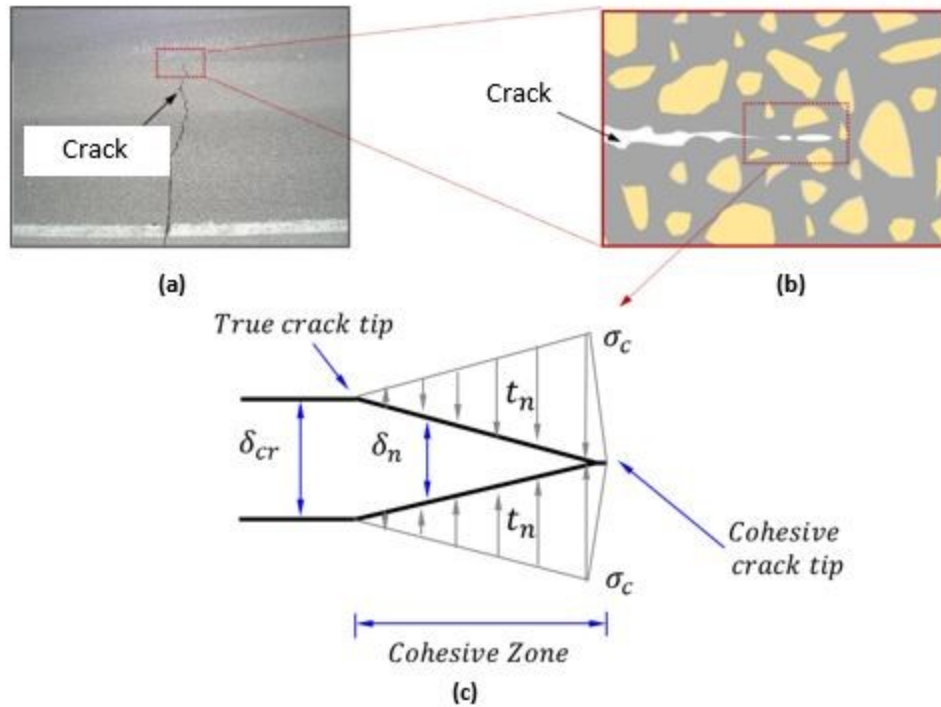 Crack
(a)
Crack
(b)
True crack tip
σc
tn
δcr
δn
tn
Cohesive
crack tip
σc
Cohesive Zone
(c)